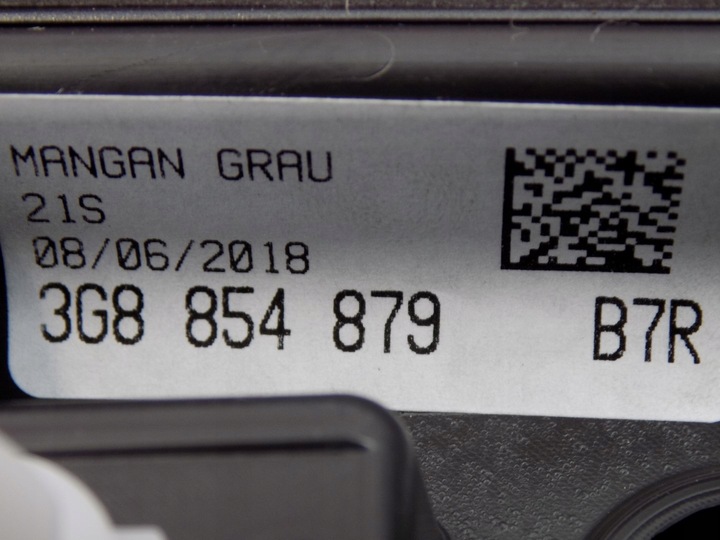 MANGAN GRAU
21S
08/06/2018
3G8 854 879 B7R